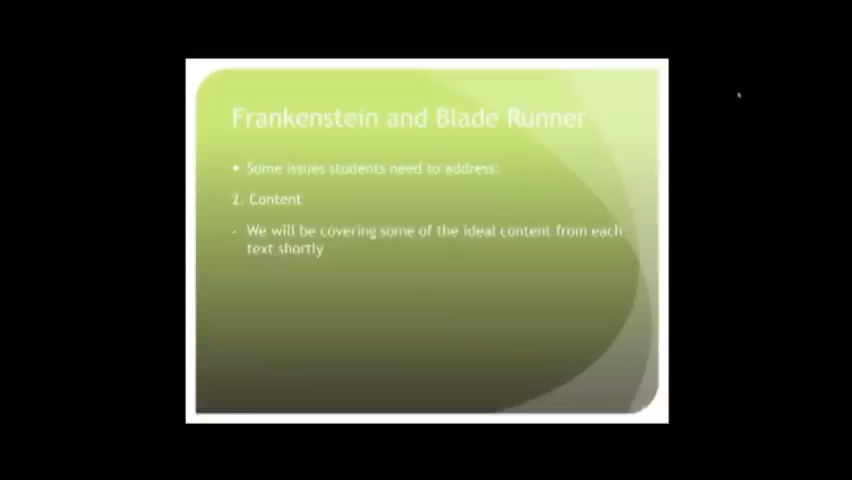 Frankenstein and Blade Runner
• Some issues students need to address:
2. Content
- We will be covering some of the ideal content from each
text shortly